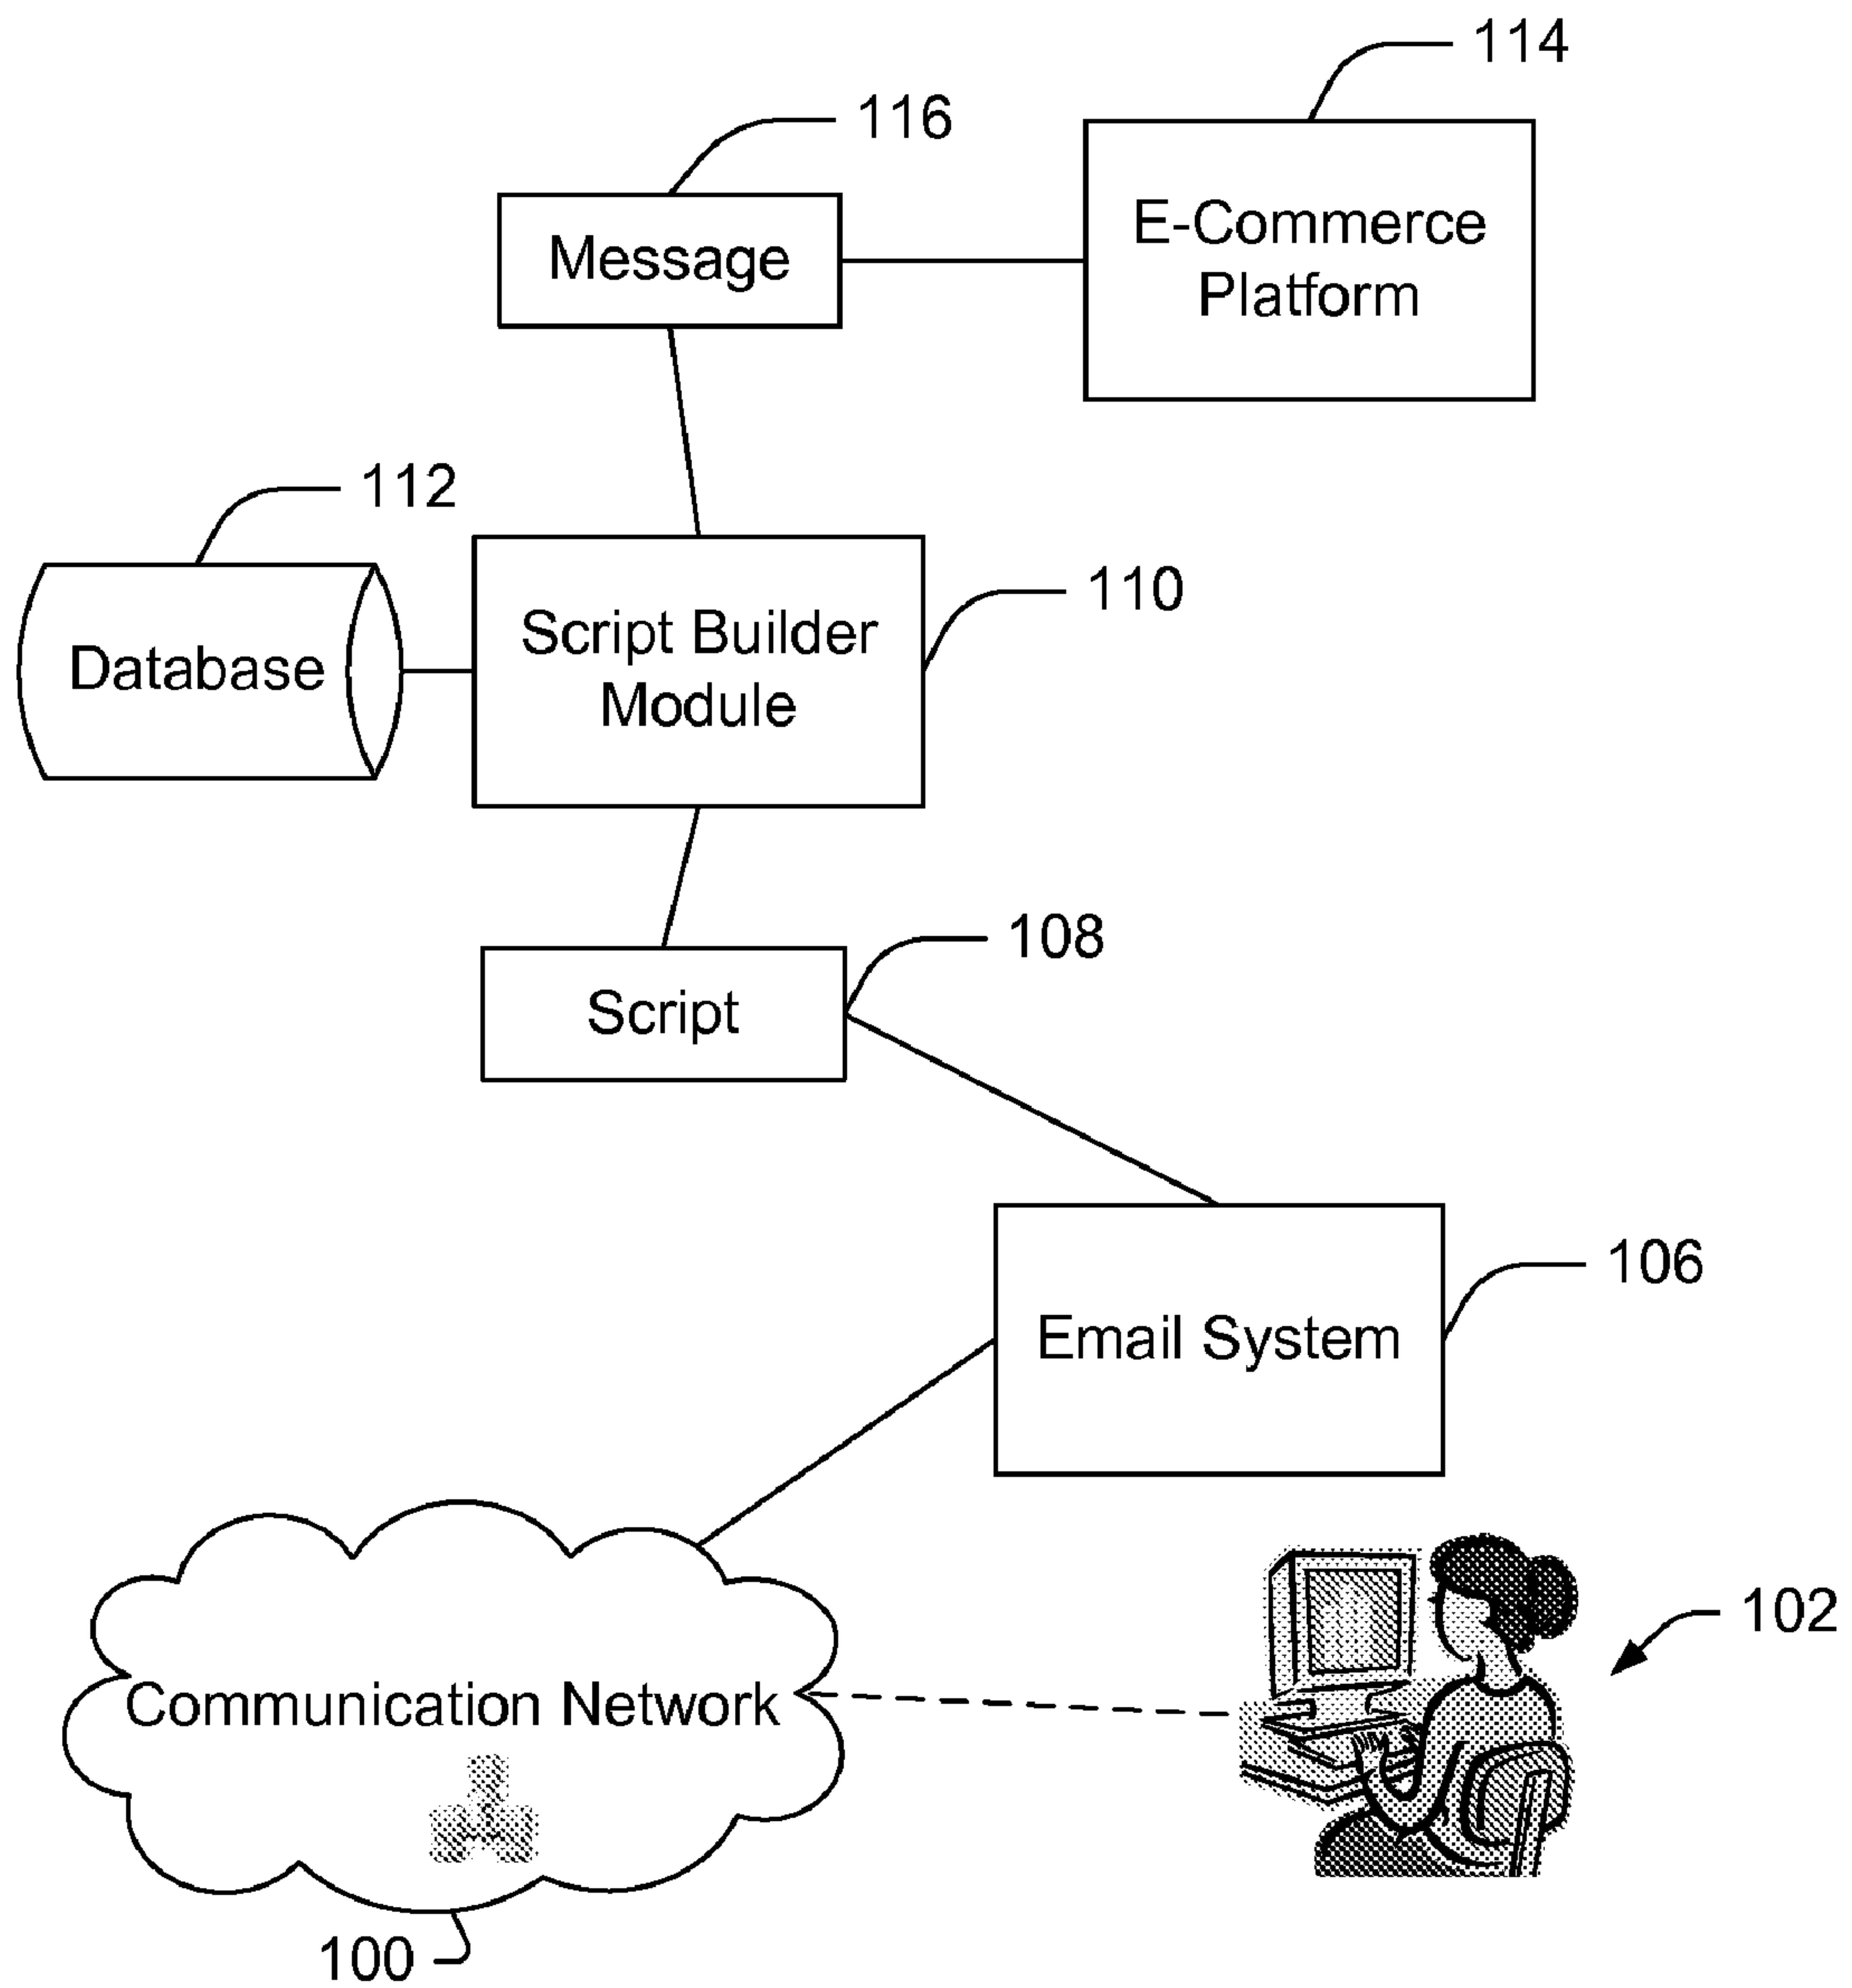 114
116
E-Commerce
Platform
Message
112
110
Script Builder
Module
Database
108
Script
106
Email System
102
Communication Network
100